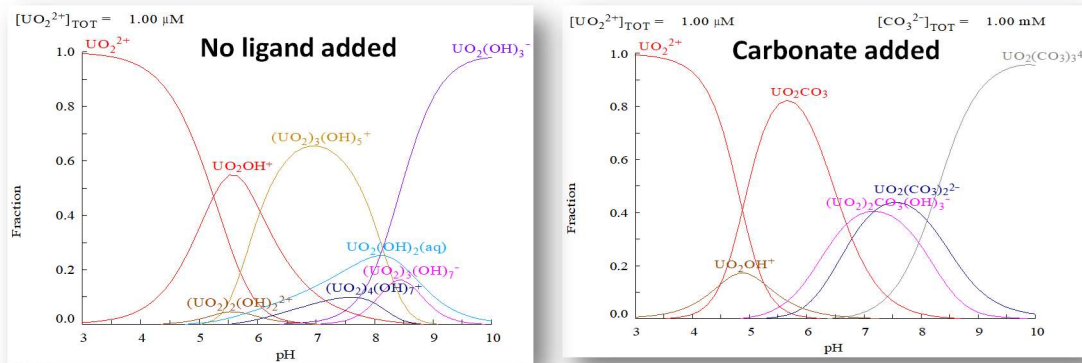 [UO₂²⁺]TOT = 1.00 µM
No ligand added
UO₂²⁺
UO₂(OH)₃⁻
(UO₂)₃(OH)₅⁺
UO₂OH⁺
UO₂(OH)₂(aq)
(UO₂)₃(OH)₇⁻
(UO₂)₄(OH)₇⁺
(UO₂)₂(OH)₂²⁺
Fraction
1.0
0.8
0.6
0.4
0.2
0.0
3 4 5 6 7 8 9 10
pH
[UO₂²⁺]TOT = 1.00 µM [CO₃²⁻]TOT = 1.00 mM
Carbonate added
UO₂²⁺
UO₂(CO₃)₃⁴
UO₂CO₃
UO₂(CO₃)₂²⁻
(UO₂)₂CO₃(OH)₃⁻
UO₂OH⁺
Fraction
1.0
0.8
0.6
0.4
0.2
0.0
3 4 5 6 7 8 9 10
pH